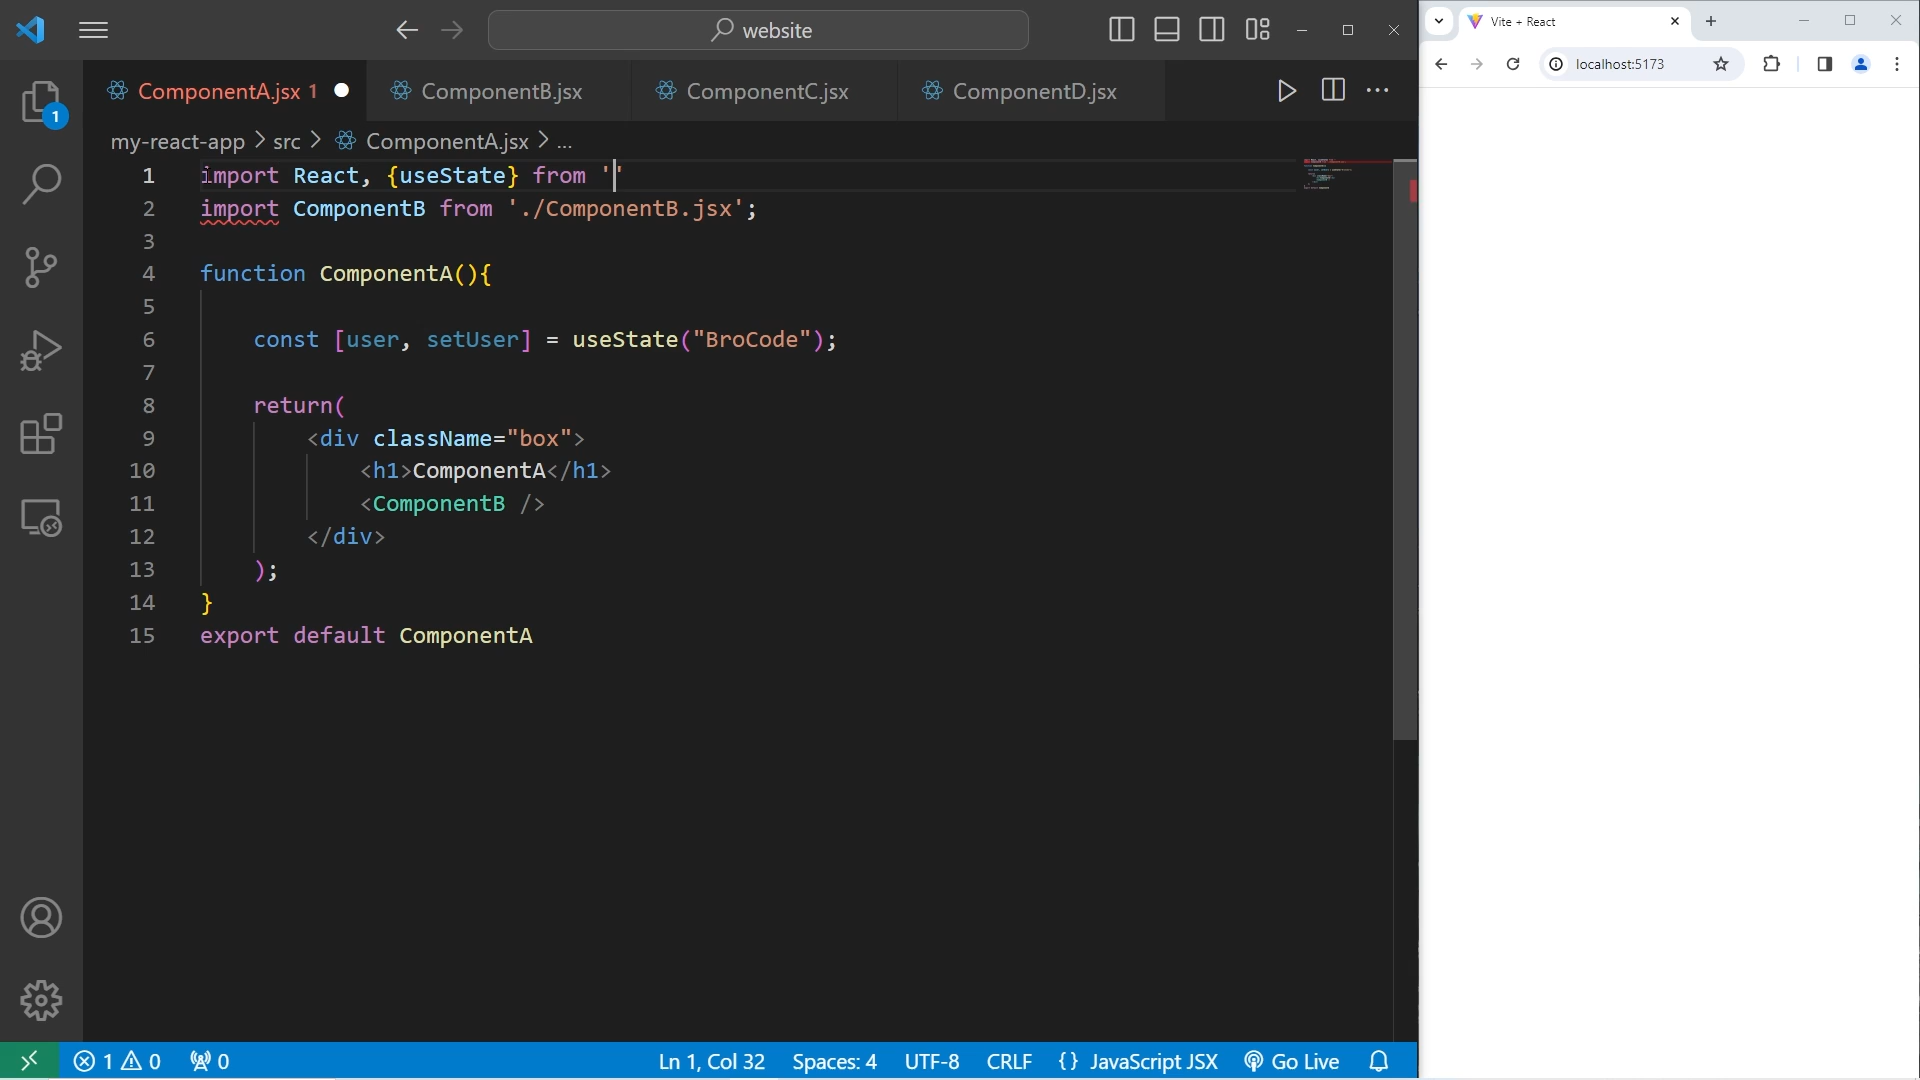 website
Vite + React
localhost:5173
ComponentA.jsx 1
ComponentB.jsx
ComponentC.jsx
ComponentD.jsx
1
my-react-app > src > ComponentA.jsx > ...
1 import React, {useState} from ''
2 import ComponentB from './ComponentB.jsx';
3
4 function ComponentA(){
5
6 const [user, setUser] = useState("BroCode");
7
8 return(
9 <div className="box">
10 <h1>ComponentA</h1>
11 <ComponentB />
12 </div>
13 );
14 }
15 export default ComponentA
1 0 0 Ln 1, Col 32 Spaces: 4 UTF-8 CRLF {} JavaScript JSX Go Live